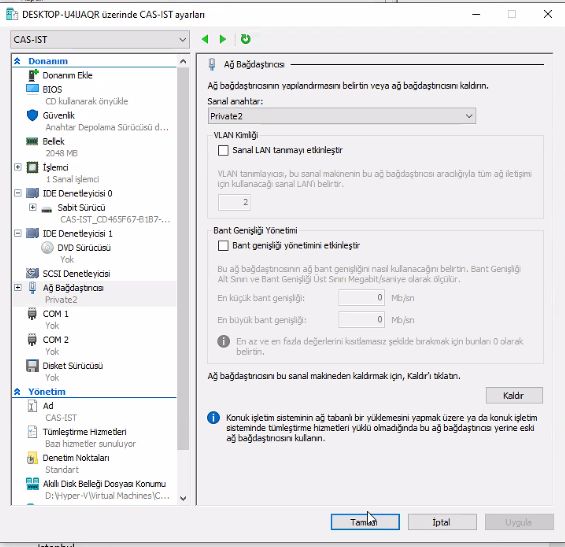 DESKTOP-U4UAQR üzerinde CAS-IST ayarları
CAS-IST
Donanım
Donanım Ekle
BIOS
CD kullanarak önyükle
Güvenlik
Anahtar Depolama Sürücüsü d...
Bellek
2048 MB
İşlemci
1 Sanal işlemci
IDE Denetleyicisi 0
Sabit Sürücü
CAS-IST_CD465F67-B1B7-...
IDE Denetleyicisi 1
DVD Sürücüsü
Yok
SCSI Denetleyicisi
Ağ Bağdaştırıcısı
Private2
COM 1
Yok
COM 2
Yok
Disket Sürücüsü
Yok
Yönetim
Ad
CAS-IST
Tümleştirme Hizmetleri
Bazı hizmetler sunuluyor
Denetim Noktaları
Standart
Akıllı Disk Belleği Dosyası Konumu
D:\Hyper-V\Virtual Machines\C...
Ağ Bağdaştırıcısı
Ağ bağdaştırıcısının yapılandırmasını belirtin veya ağ bağdaştırıcısını kaldırın.
Sanal anahtar:
Private2
VLAN Kimliği
Sanal LAN tanımayı etkinleştir
VLAN tanımlayıcısı, bu sanal makinenin bu ağ bağdaştırıcısı aracılığıyla tüm ağ iletişimi
için kullanacağı sanal LAN'ı belirtir.
2
Bant Genişliği Yönetimi
Bant genişliği yönetimini etkinleştir
Bu ağ bağdaştırıcısının ağ bant genişliğini nasıl kullanacağını belirtin. Bant Genişliği
Alt Sınırı ve Bant Genişliği Üst Sınırı Megabit/saniye olarak ölçülür.
En küçük bant genişliği:
0
Mb/sn
En büyük bant genişliği:
0
Mb/sn
En az ve en fazla değerlerini kısıtlamasız şekilde bırakmak için bunları 0 olarak
belirtin.
Ağ bağdaştırıcısını bu sanal makineden kaldırmak için, Kaldır'ı tıklatın.
Kaldır
Konuk işletim sisteminin ağ tabanlı bir yüklemesini yapmak üzere ya da konuk işletim
sisteminde tümleştirme hizmetleri yüklü olmadığında bu ağ bağdaştırıcısı yerine eski
ağ bağdaştırıcısını kullanın.
Tamam
İptal
Uygula